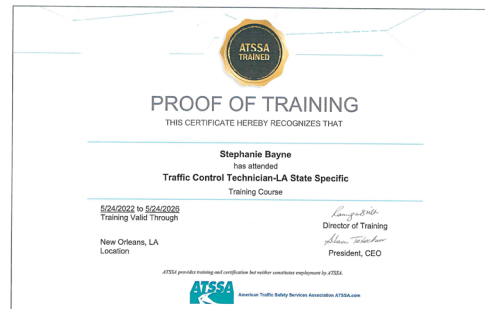 ATSSA
TRAINED
PROOF OF TRAINING
THIS CERTIFICATE HEREBY RECOGNIZES THAT
Stephanie Bayne
has attended
Traffic Control Technician-LA State Specific
Training Course
5/24/2022 to 5/24/2026
Training Valid Through
Director of Training
New Orleans, LA
Location
President, CEO
ATSSA provides training and certification but neither constitutes employment by ATSSA.
ATSSA
American Traffic Safety Services Association ATSSA.com